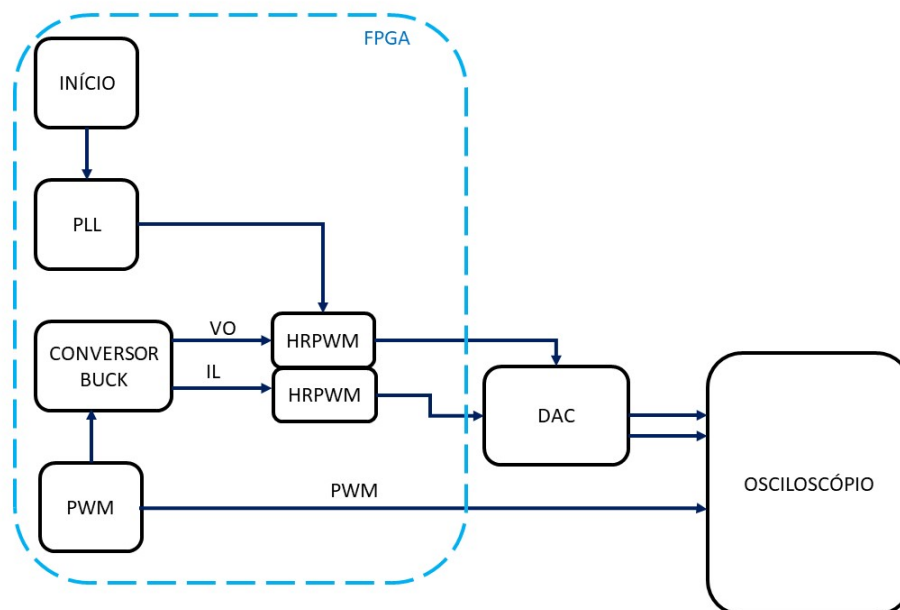 FPGA
INÍCIO
PLL
VO
HRPWM
CONVERSOR
BUCK
IL
HRPWM
DAC
PWM
PWM
OSCILOSCÓPIO